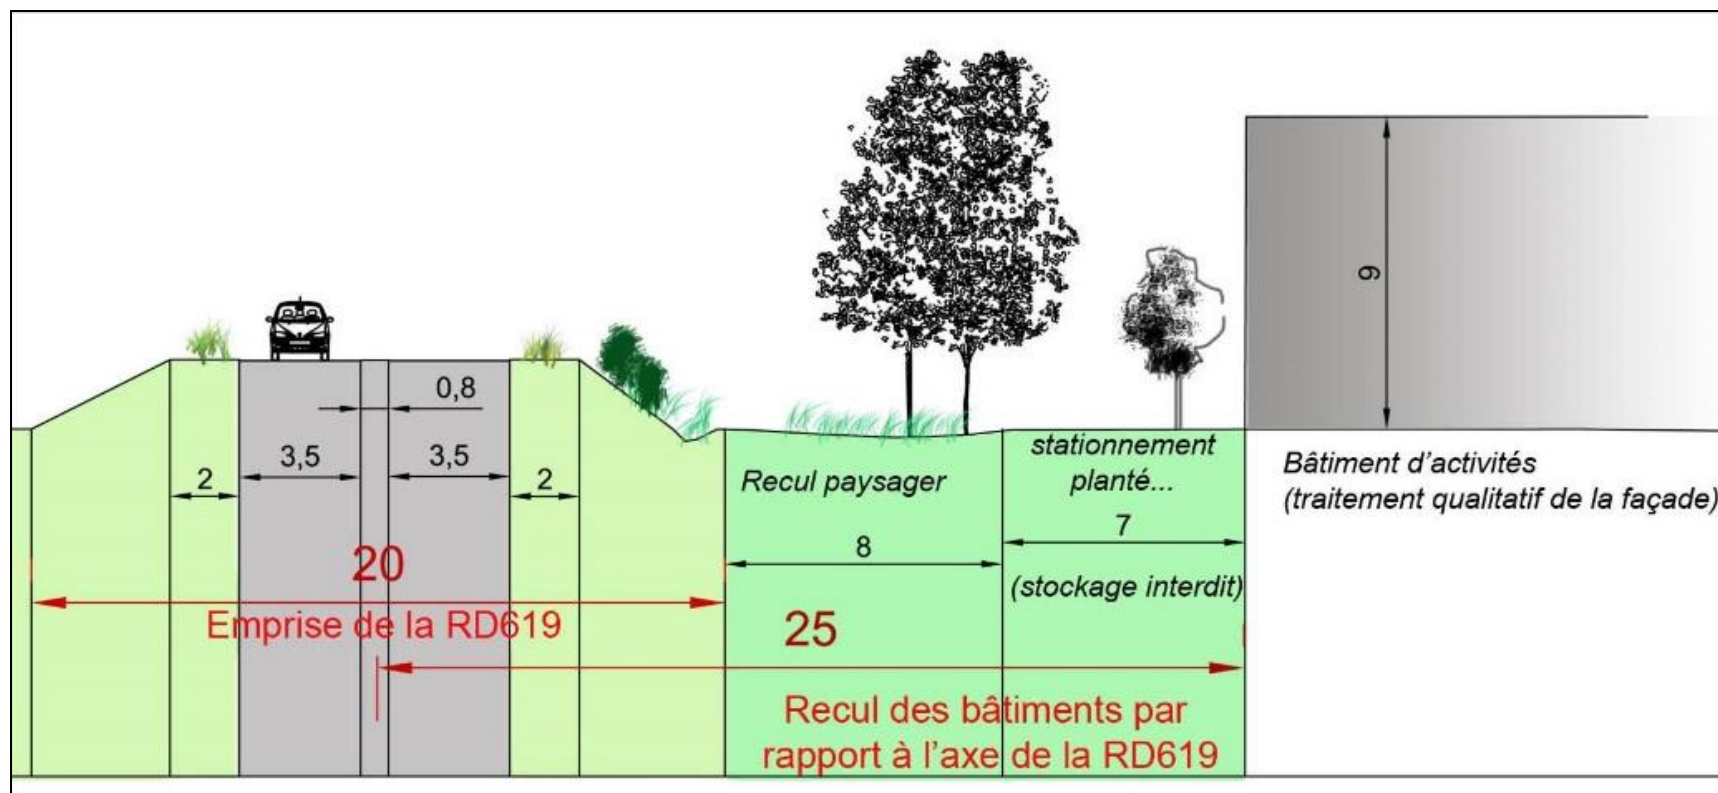 9
0,8
3,5
3,5
2
2
Recul paysager
8
stationnement
planté...
7
(stockage interdit)
Bâtiment d'activités
(traitement qualitatif de la façade)
20
Emprise de la RD619
25
Recul des bâtiments par
rapport à l'axe de la RD619